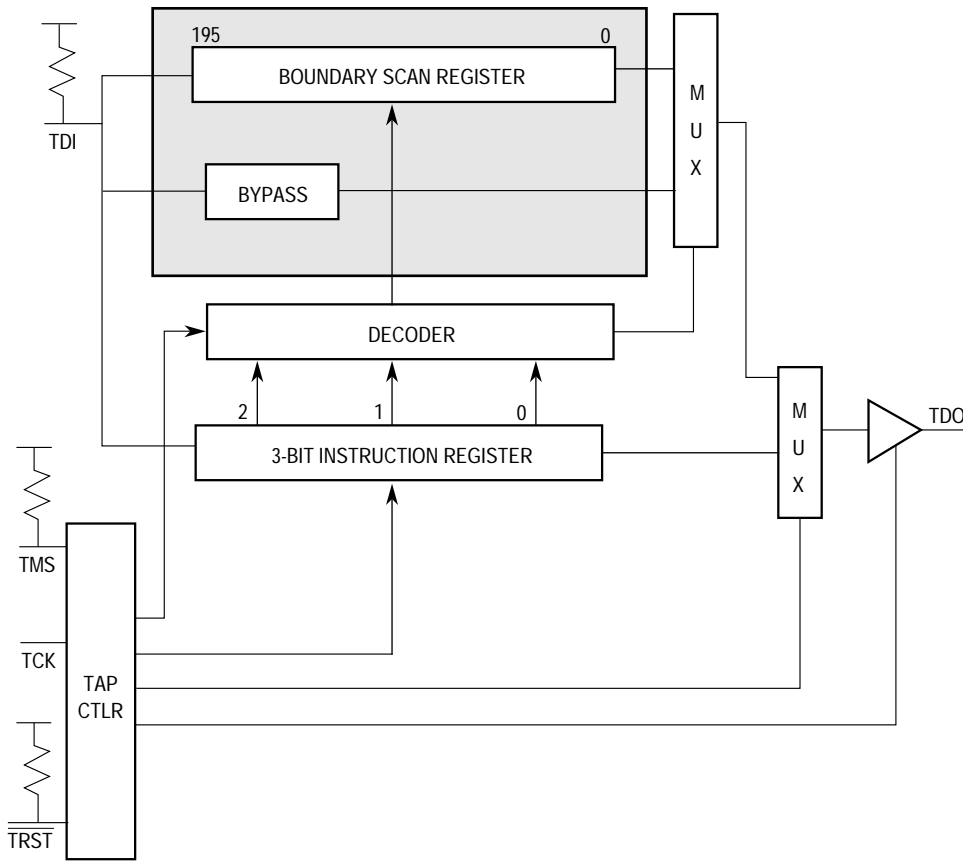 195 0
BOUNDARY SCAN REGISTER
M
U
X
TDI
BYPASS
DECODER
2 1 0
M
U
X
TDO
3-BIT INSTRUCTION REGISTER
TMS
TCK
TAP
CTLR
TRST